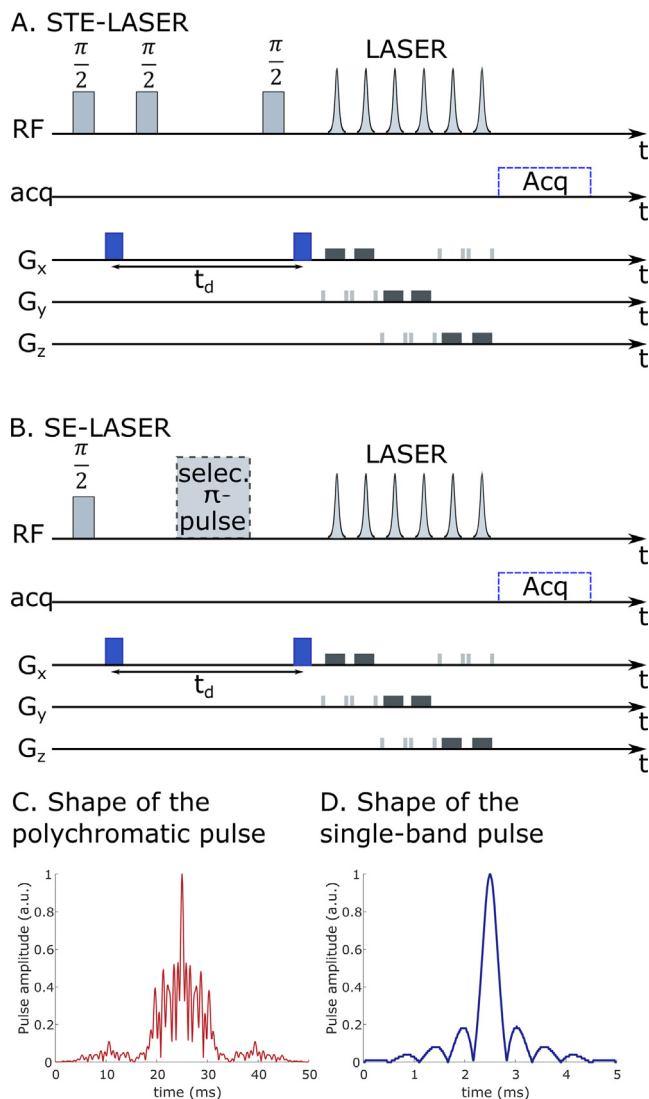 A. STE-LASER
π/2 π/2 π/2 LASER
RF t
acq Acq t
Gx t
td
Gy t
Gz t
B. SE-LASER
π/2 LASER
selec.
π-
pulse
RF t
acq Acq t
Gx t
td
Gy t
Gz t
C. Shape of the
polychromatic pulse
D. Shape of the
single-band pulse
Pulse amplitude (a.u.)
1
0.8
0.6
0.4
0.2
0
0 10 20 30 40 50
time (ms)
Pulse amplitude (a.u.)
1
0.8
0.6
0.4
0.2
0
0 1 2 3 4 5
time (ms)